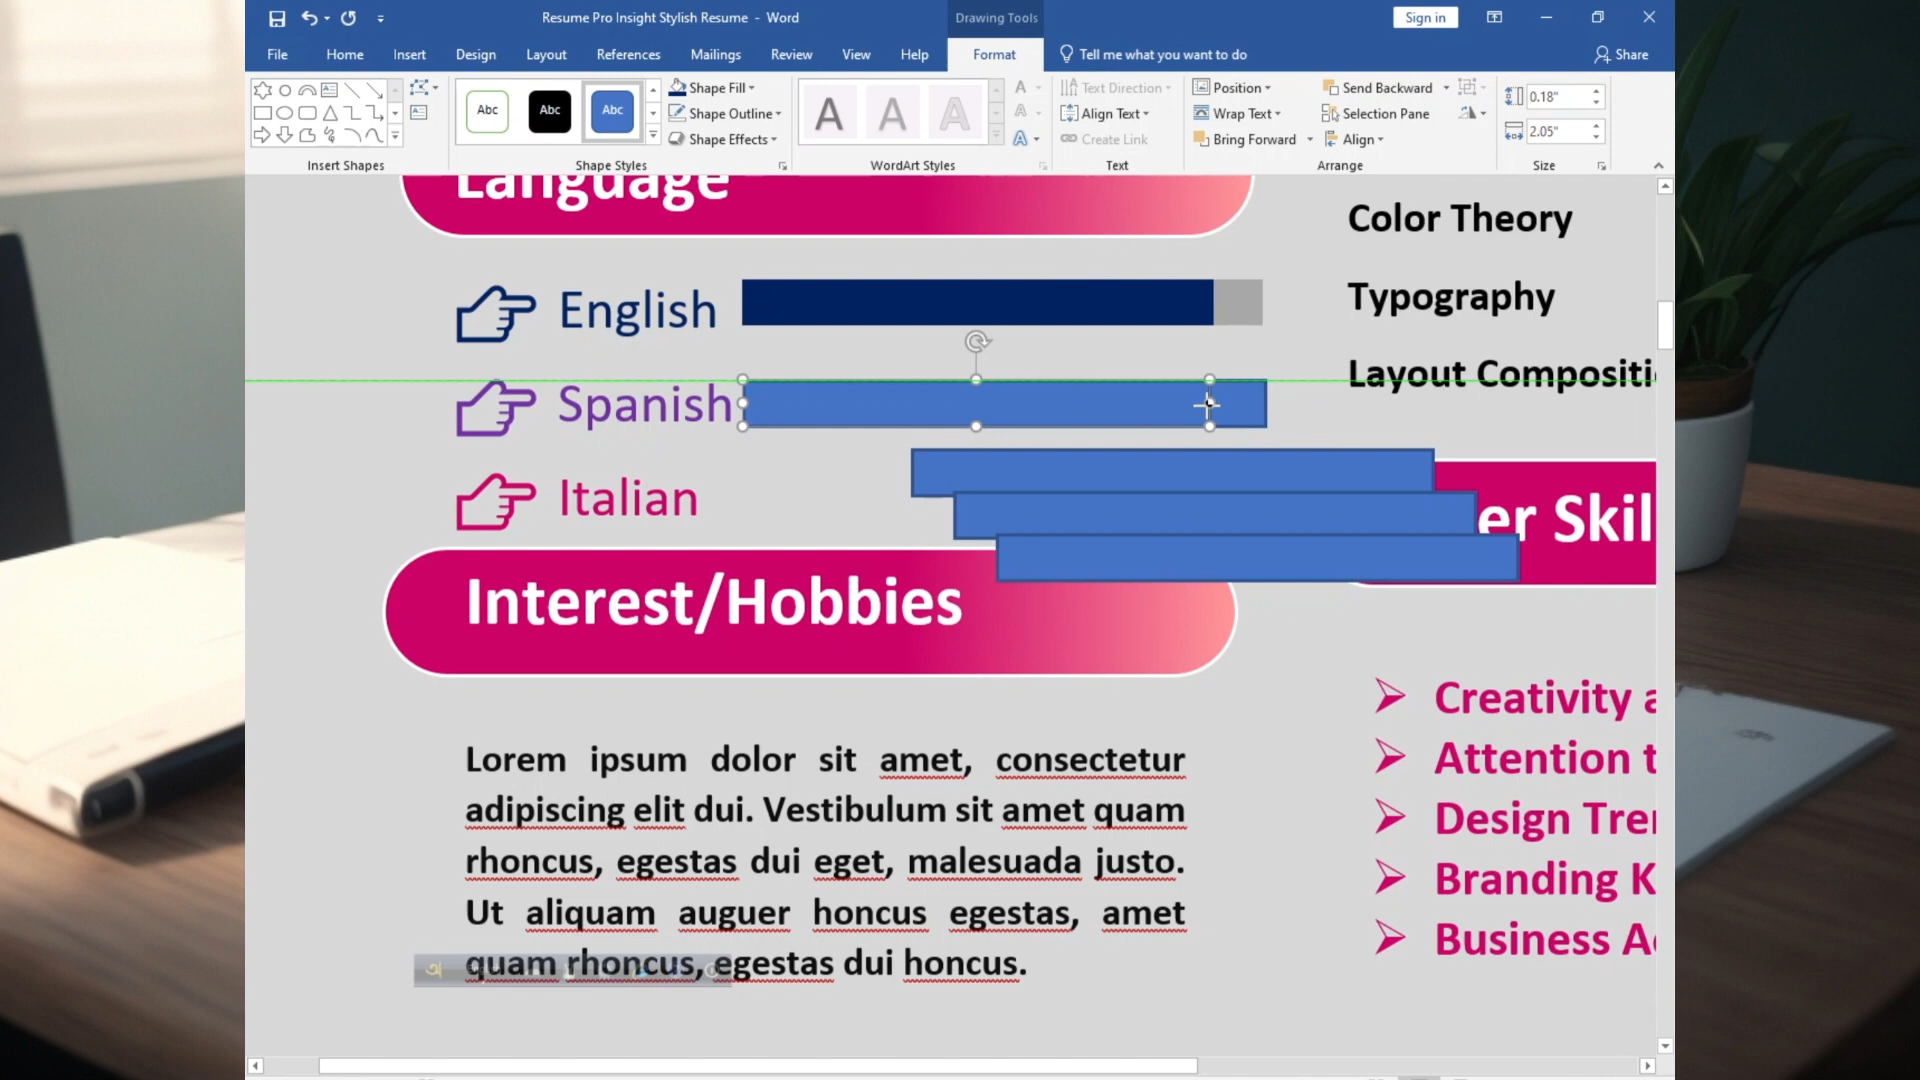 Resume Pro Insight Stylish Resume - Word
Drawing Tools
Sign in
File Home Insert Design Layout References Mailings Review View Help Format Tell me what you want to do Share
Abc Abc Abc
Shape Fill
Shape Outline
Shape Effects
A A A
Text Direction
Align Text
Create Link
Position
Wrap Text
Bring Forward
Send Backward
Selection Pane
Align
0.18"
2.05"
Insert Shapes Shape Styles WordArt Styles Text Arrange Size
Language
English
Spanish
Italian
Color Theory
Typography
Layout Compositi
er Skil
Interest/Hobbies
Lorem ipsum dolor sit amet, consectetur
adipiscing elit dui. Vestibulum sit amet quam
rhoncus, egestas dui eget, malesuada justo.
Ut aliquam auguer honcus egestas, amet
quam rhoncus, egestas dui honcus.
Creativity a
Attention t
Design Tre
Branding K
Business A